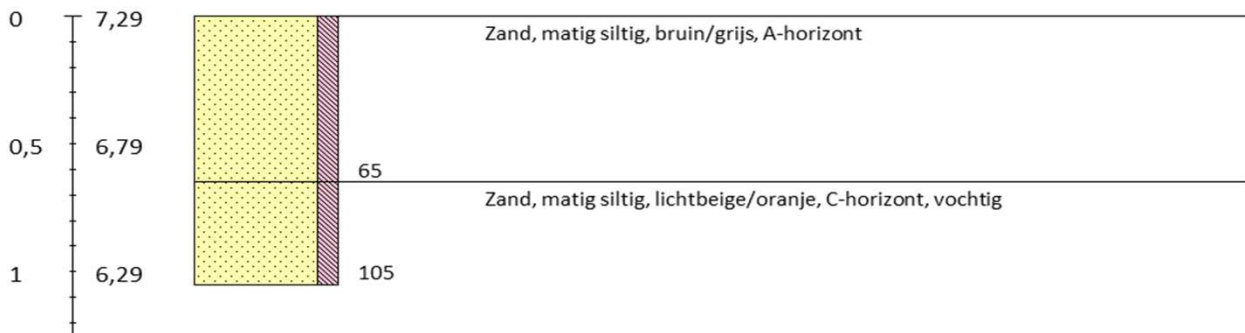 0 7,29
Zand, matig siltig, bruin/grijs, A-horizont
0,5 6,79
65
Zand, matig siltig, lichtbeige/oranje, C-horizont, vochtig
1 6,29 105